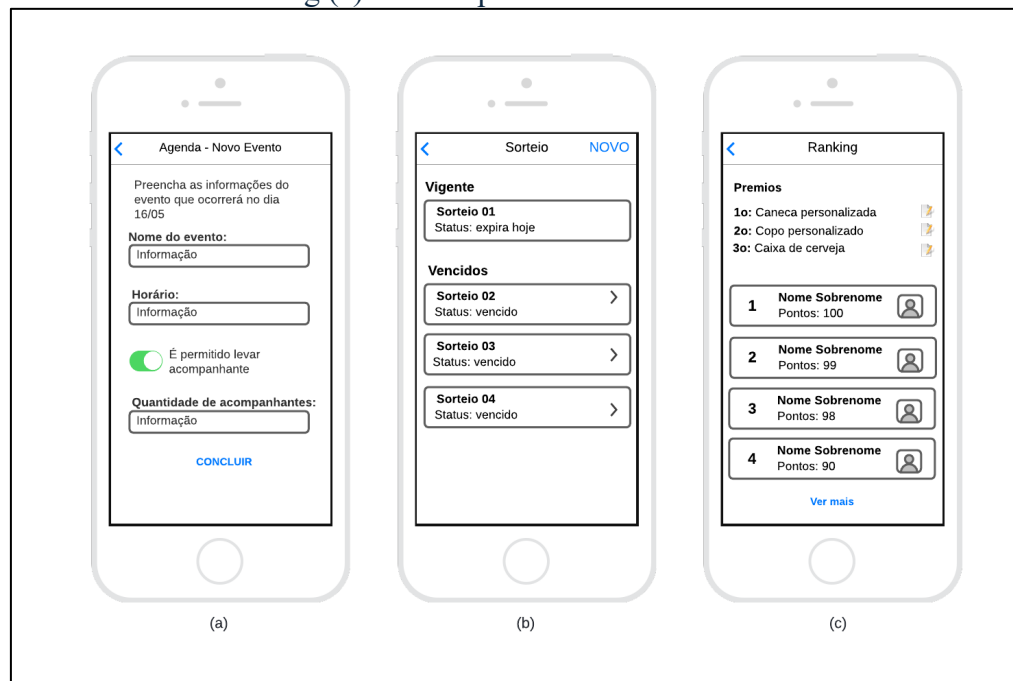 Agenda - Novo Evento
Preencha as informações do
evento que ocorrerá no dia
16/05
Nome do evento:
Informação
Horário:
Informação
É permitido levar
acompanhante
Quantidade de acompanhantes:
Informação
CONCLUIR
(a)
Sorteio NOVO
Vigente
Sorteio 01
Status: expira hoje
Vencidos
Sorteio 02
Status: vencido
Sorteio 03
Status: vencido
Sorteio 04
Status: vencido
(b)
Ranking
Premios
1o: Caneca personalizada
2o: Copo personalizado
3o: Caixa de cerveja
1 Nome Sobrenome
Pontos: 100
2 Nome Sobrenome
Pontos: 99
3 Nome Sobrenome
Pontos: 98
4 Nome Sobrenome
Pontos: 90
Ver mais
(c)